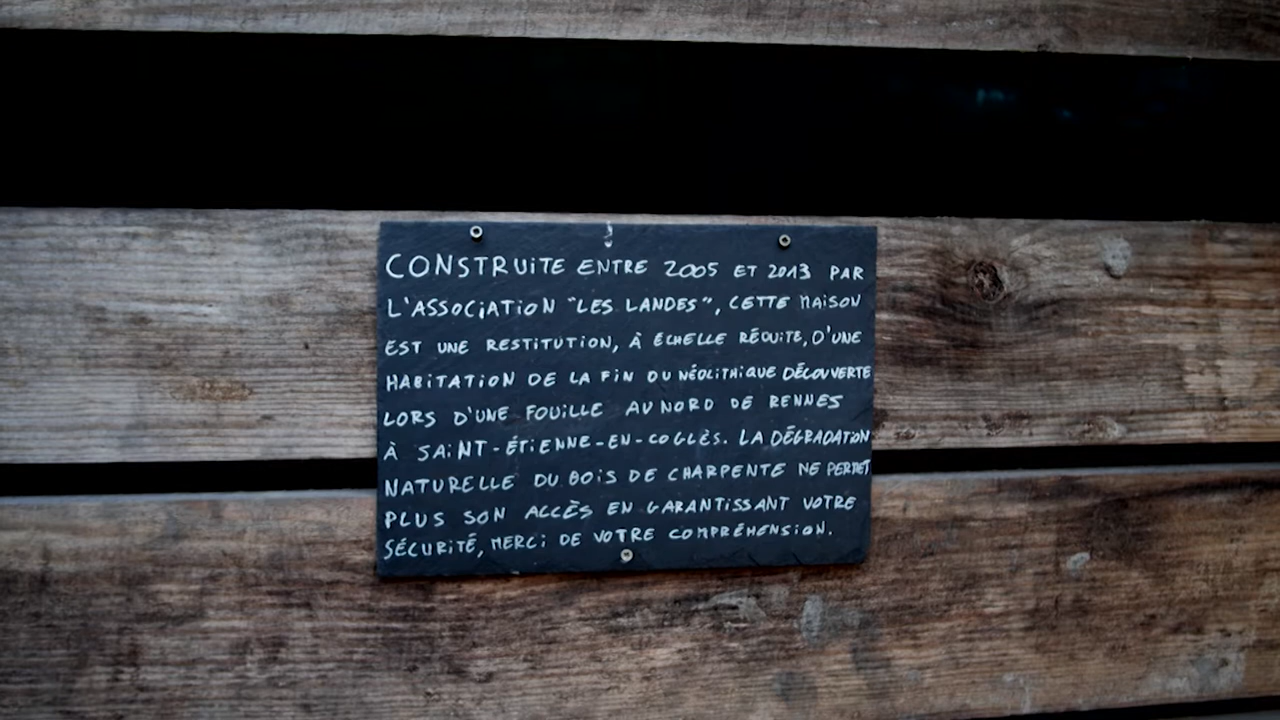 CONSTRUITE ENTRE 2005 ET 2013 PAR
L'ASSOCIATION "LES LANDES", CETTE MAISON
EST UNE RESTITUTION, À ÉCHELLE RÉDUITE, D'UNE
HABITATION DE LA FIN DU NÉOLITHIQUE DÉCOUVERTE
LORS D'UNE FOUILLE AU NORD DE RENNES
À SAINT-ÉTIENNE-EN-COGLÈS. LA DÉGRADATION
NATURELLE DU BOIS DE CHARPENTE NE PERMET
PLUS SON ACCÈS EN GARANTISSANT VOTRE
SÉCURITÉ, MERCI DE VOTRE COMPRÉHENSION.